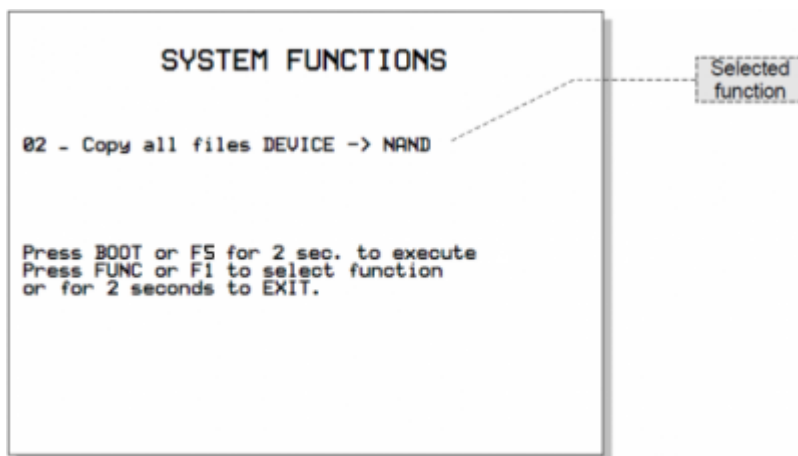 SYSTEM FUNCTIONS
Selected
function
02 - Copy all files DEVICE -> NAND
Press BOOT or F5 for 2 sec. to execute
Press FUNC or F1 to select function
or for 2 seconds to EXIT.